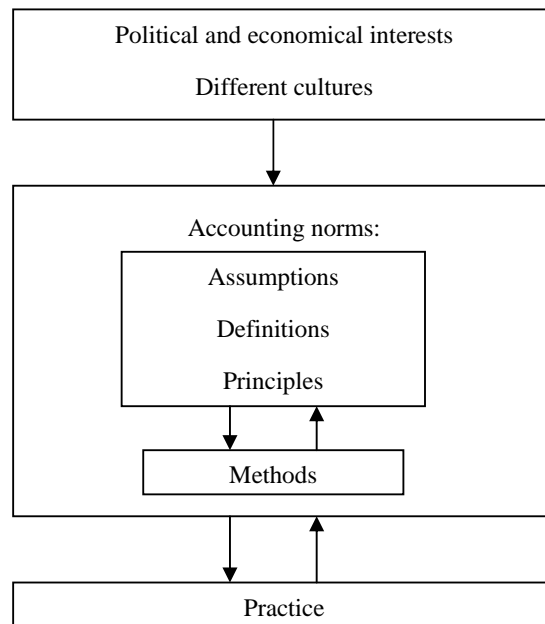 Political and economical interests
Different cultures
Accounting norms:
Assumptions
Definitions
Principles
Methods
Practice